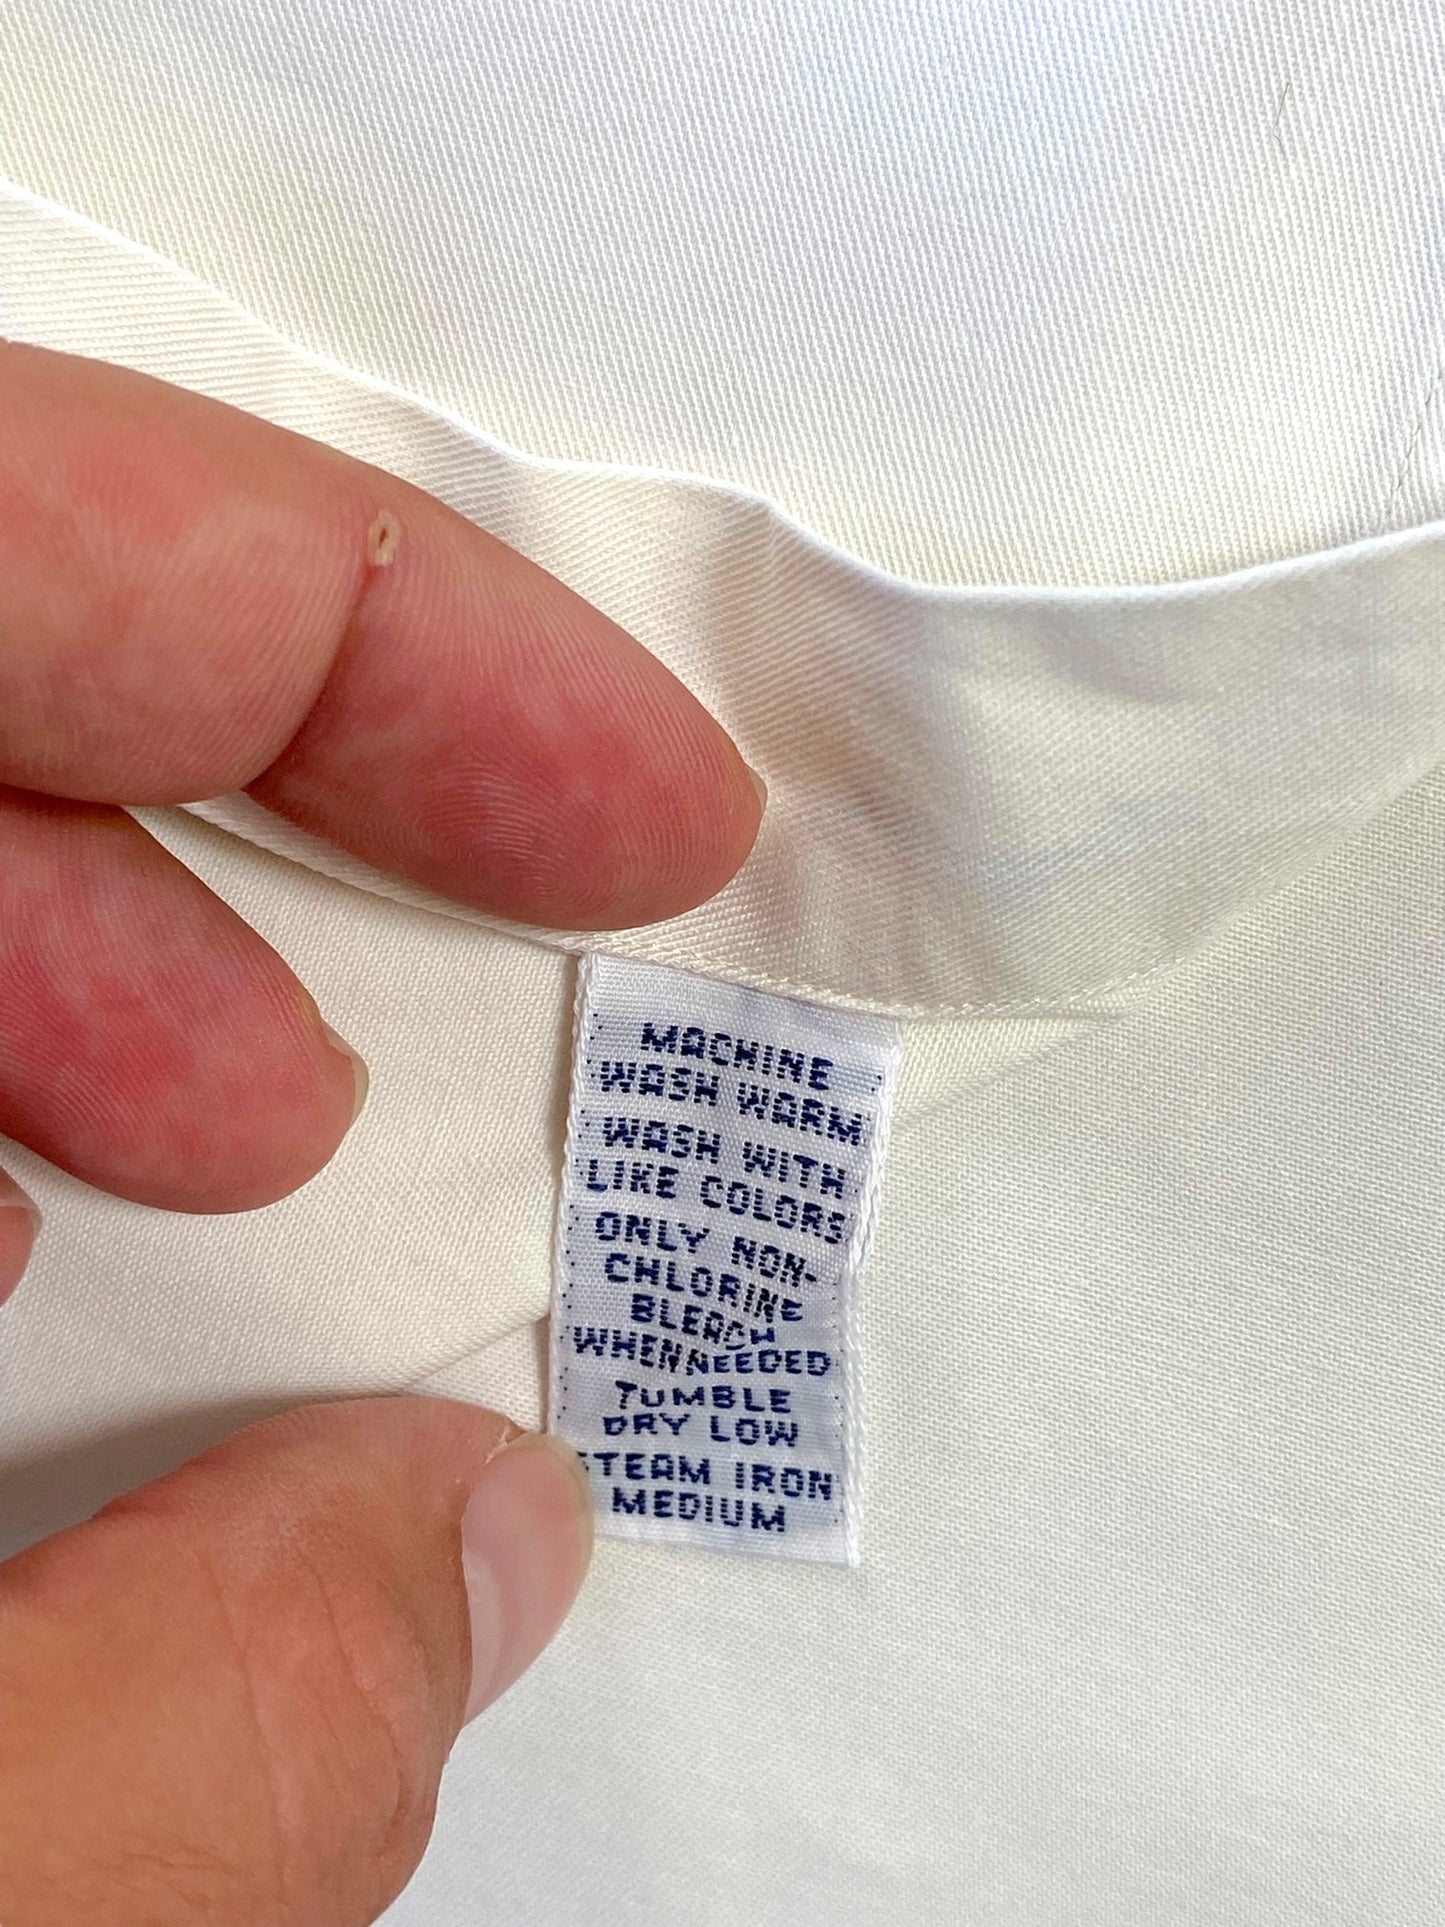 MACHINE
WASH WARM
WASH WITH
LIKE COLORS
ONLY NON-
CHLORINE
BLEACH
WHEN NEEDED
TUMBLE
DRY LOW
STEAM IRON
MEDIUM